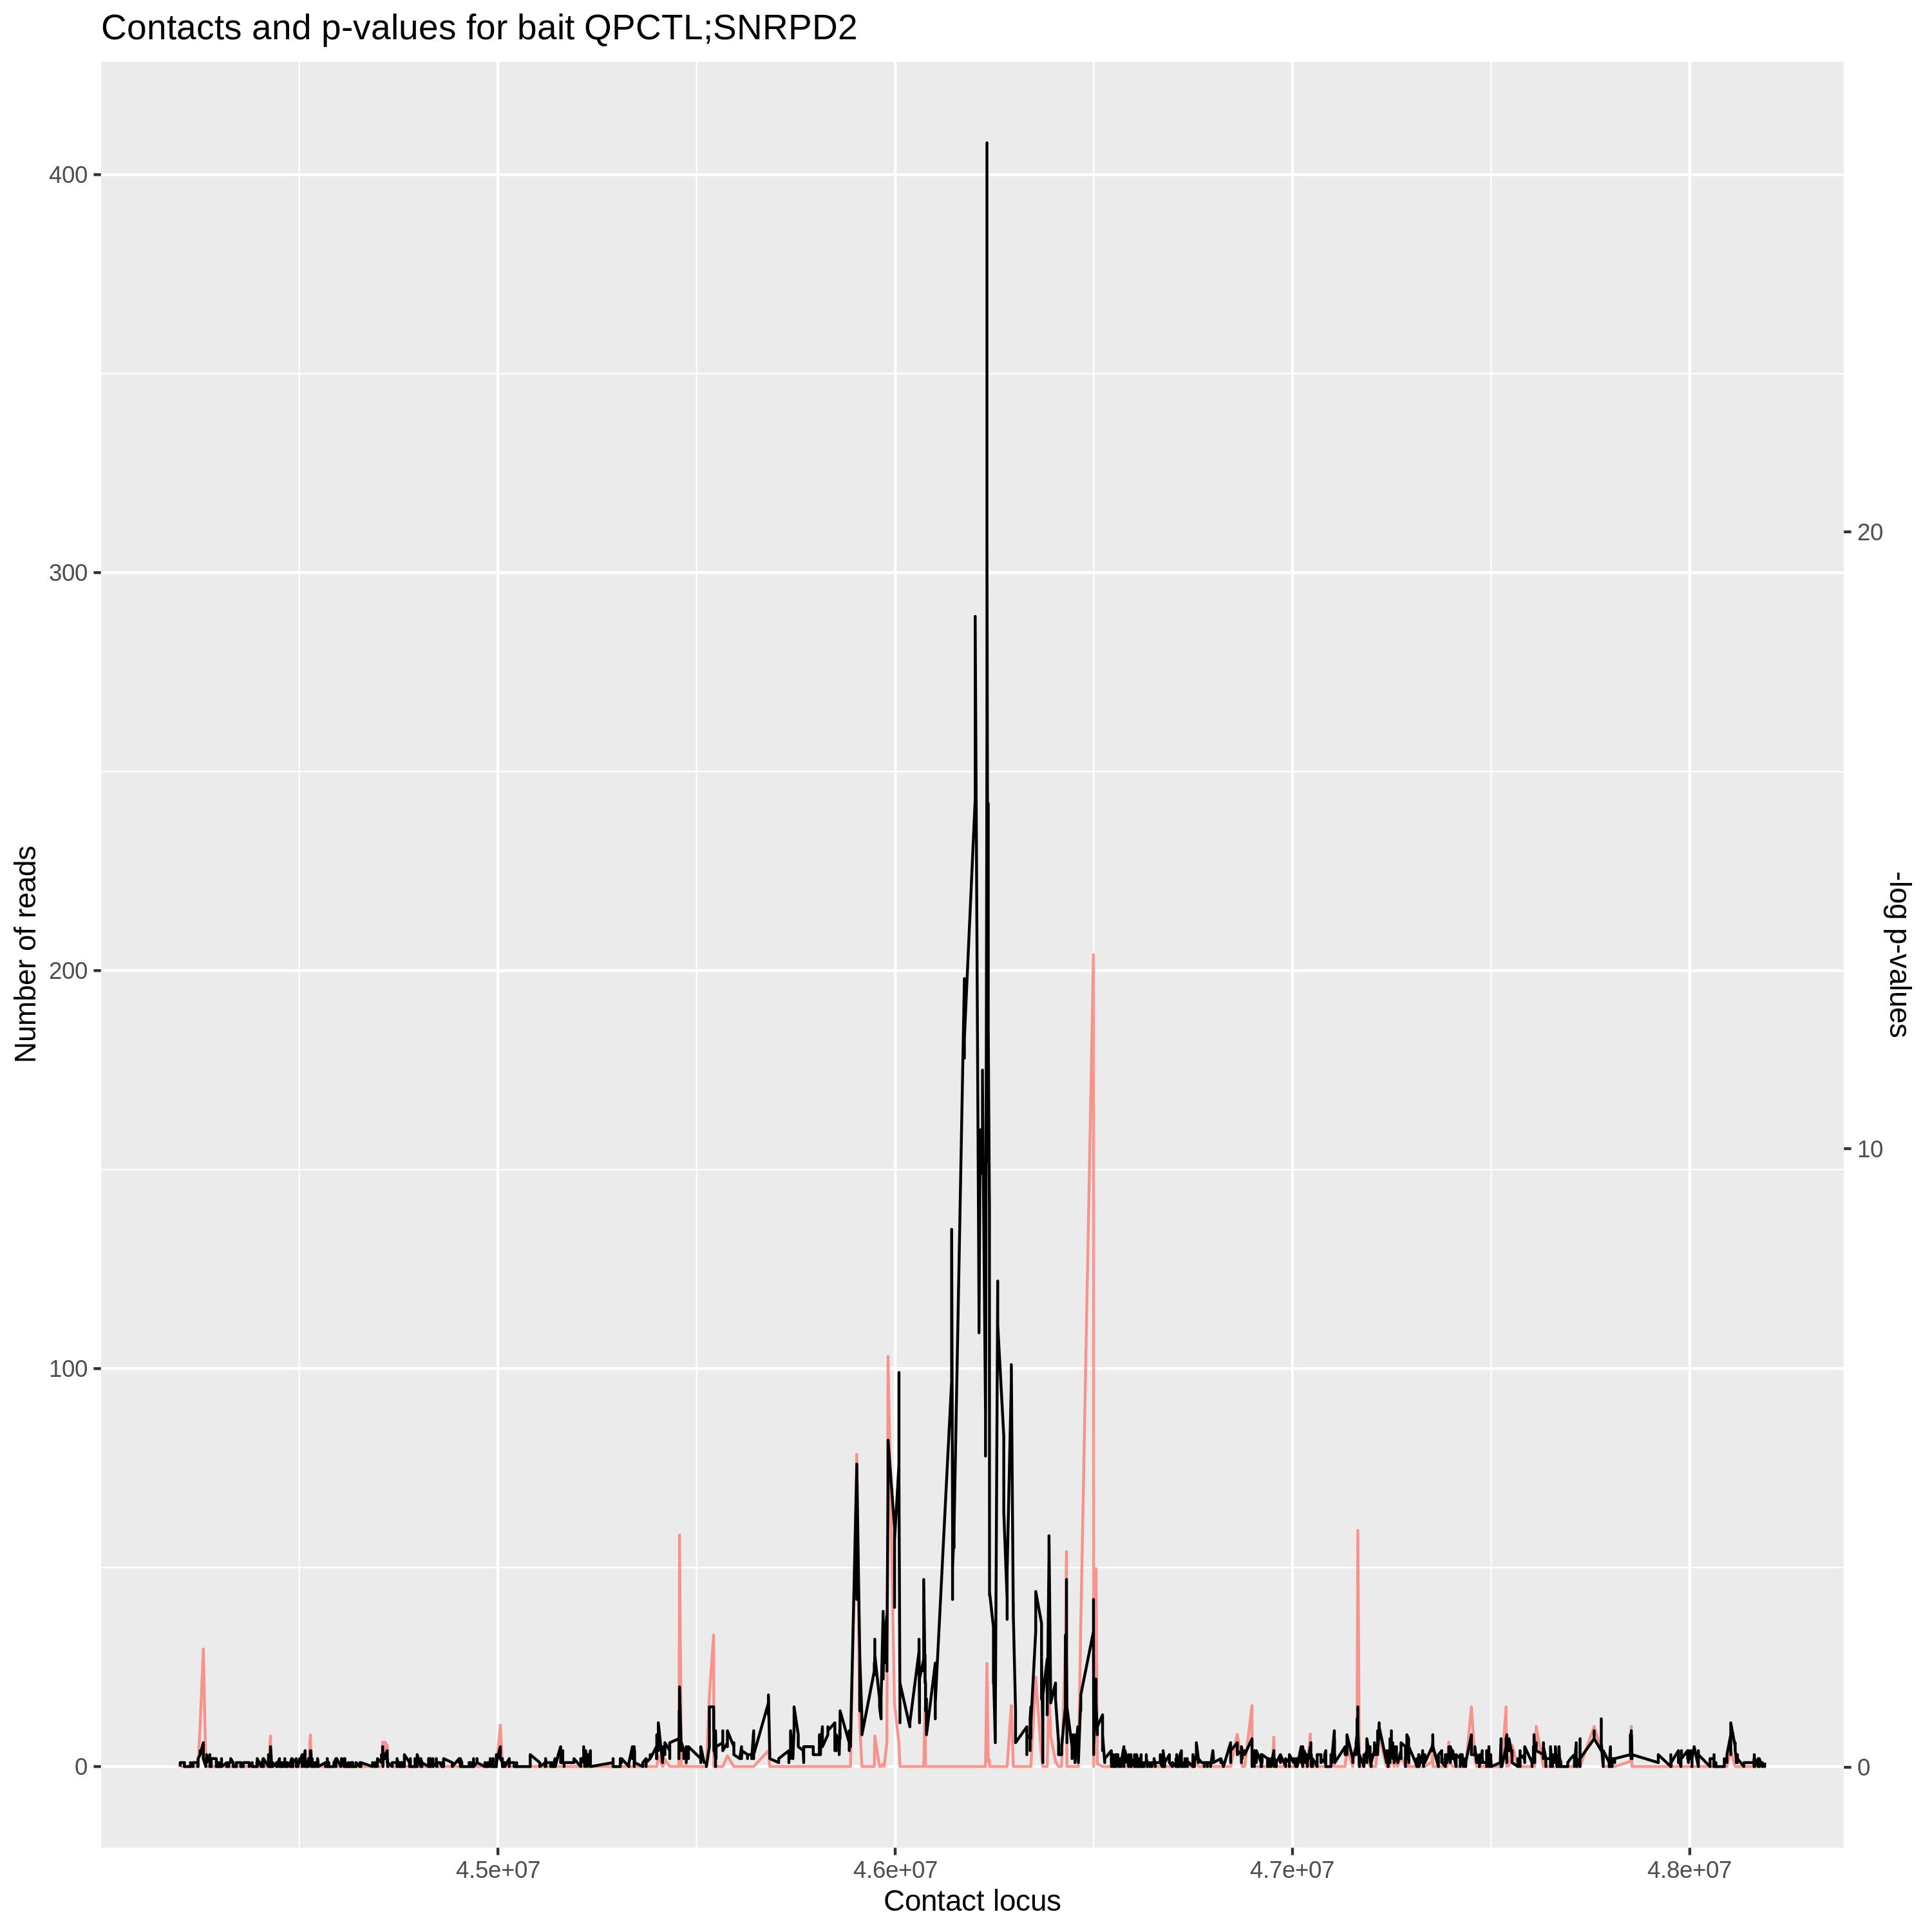 Contacts and p-values for bait QPCTL;SNRPD2
400
300
200
100
0
Number of reads
20
10
0
-log p-values
4.5e+07
4.6e+07
4.7e+07
4.8e+07
Contact locus